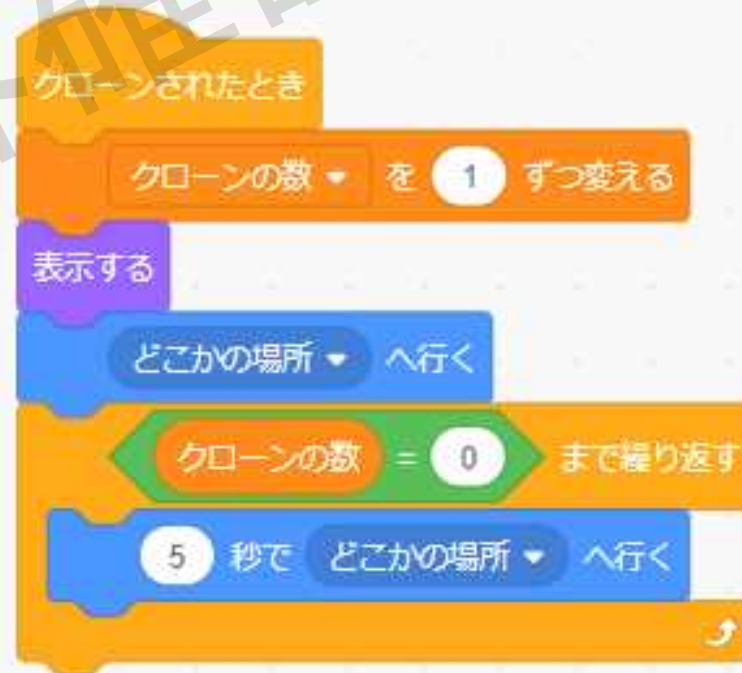 クローンされたとき
クローンの数 を 1 ずつ変える
表示する
どこかの場所 へ行く
クローンの数 = 0 まで繰り返す
5 秒で どこかの場所 へ行く